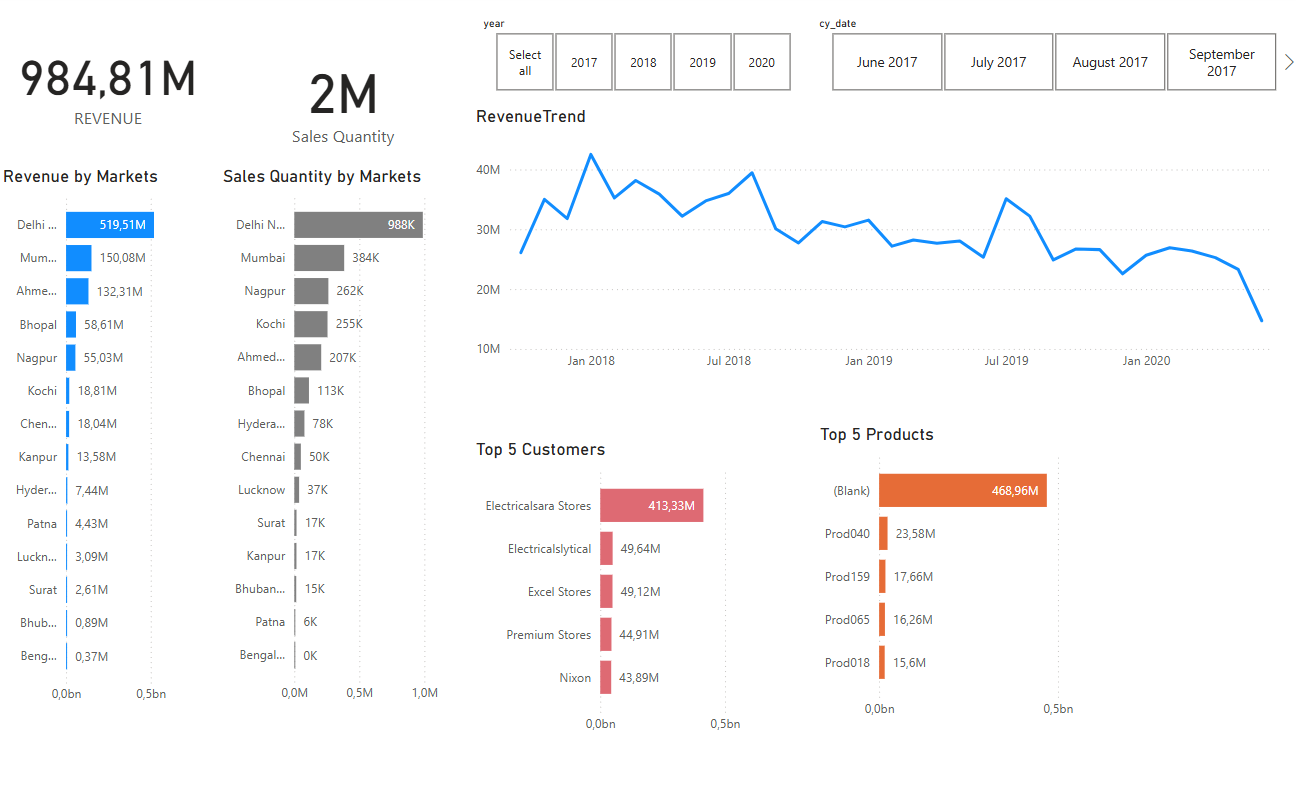 year
cy_date
Select
all
2017
2018
2019
2020
June 2017
July 2017
August 2017
September
2017
984,81M
REVENUE
2M
Sales Quantity
Revenue by Markets
Delhi ...
519,51M
Mum...
150,08M
Ahme...
132,31M
Bhopal
58,61M
Nagpur
55,03M
Kochi
18,81M
Chen...
18,04M
Kanpur
13,58M
Hyder...
7,44M
Patna
4,43M
Luckn...
3,09M
Surat
2,61M
Bhub...
0,89M
Beng...
0,37M
0,0bn
0,5bn
Sales Quantity by Markets
Delhi N...
988K
Mumbai
384K
Nagpur
262K
Kochi
255K
Ahmed...
207K
Bhopal
113K
Hydera...
78K
Chennai
50K
Lucknow
37K
Surat
17K
Kanpur
17K
Bhuban...
15K
Patna
6K
Bengal...
0K
0,0M
0,5M
1,0M
RevenueTrend
40M
30M
20M
10M
Jan 2018
Jul 2018
Jan 2019
Jul 2019
Jan 2020
Top 5 Customers
Electricalsara Stores
413,33M
Electricalslytical
49,64M
Excel Stores
49,12M
Premium Stores
44,91M
Nixon
43,89M
0,0bn
0,5bn
Top 5 Products
(Blank)
468,96M
Prod040
23,58M
Prod159
17,66M
Prod065
16,26M
Prod018
15,6M
0,0bn
0,5bn